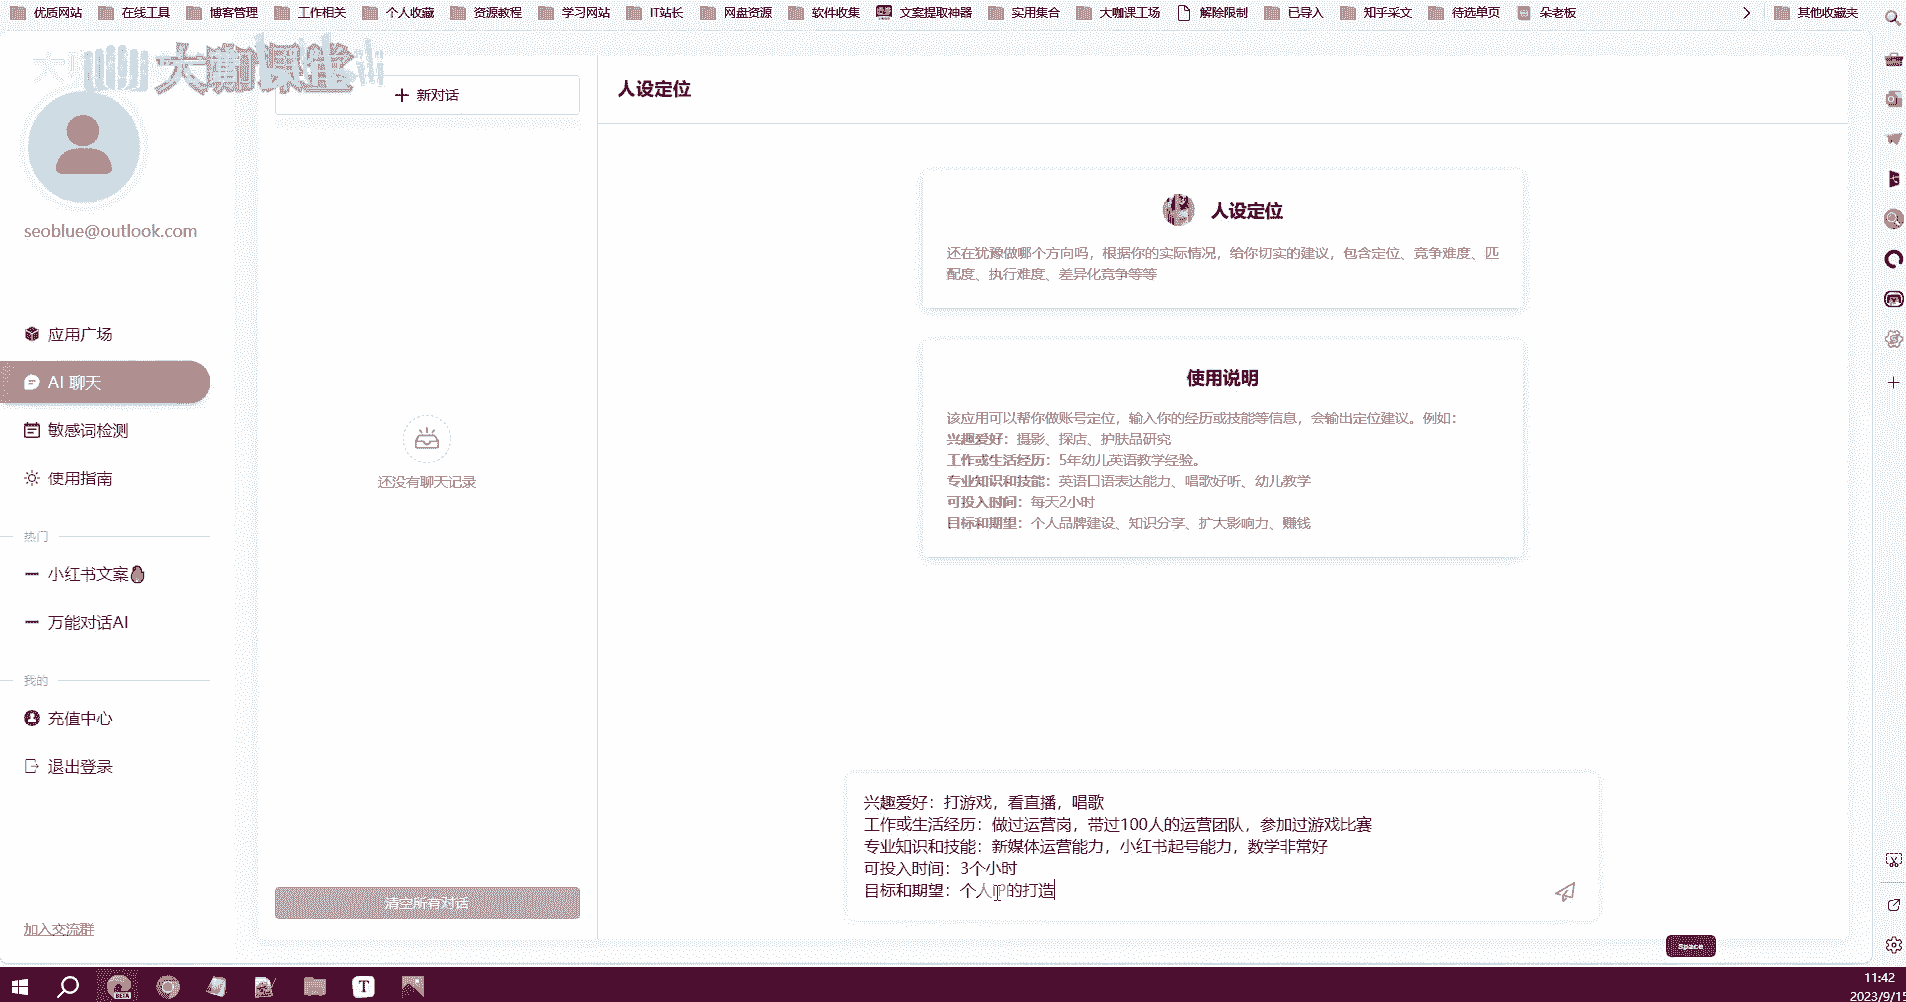 优质网站 在线工具 博客管理 工作相关 个人收藏 资源教程 学习网站 IT站长 网盘资源 软件收集 文案提取神器 实用集合 大咖课工场 解除限制 已导入 知乎采文 待选单页 朵老板 其他收藏夹
大咖课堂
seoblue@outlook.com
应用广场
AI 聊天
敏感词检测
使用指南
热门
小红书文案
万能对话AI
我的
充值中心
退出登录
加入交流群
新对话
还没有聊天记录
清空所有对话
人设定位
人设定位
还在犹豫做哪个方向吗，根据你的实际情况，给你切实的建议，包含定位、竞争难度、匹
配度、执行难度、差异化竞争等等
使用说明
该应用可以帮你做账号定位，输入你的经历或技能等信息，会输出定位建议。例如：
兴趣爱好：摄影、探店、护肤品研究
工作或生活经历：5年幼儿英语教学经验。
专业知识和技能：英语口语表达能力、唱歌好听、幼儿教学
可投入时间：每天2小时
目标和期望：个人品牌建设、知识分享、扩大影响力、赚钱
兴趣爱好：打游戏，看直播，唱歌
工作或生活经历：做过运营岗，带过100人的运营团队，参加过游戏比赛
专业知识和技能：新媒体运营能力，小红书起号能力，数学非常好
可投入时间：3个小时
目标和期望：个人IP的打造
Space
BETA
T
11:42
2023/9/15